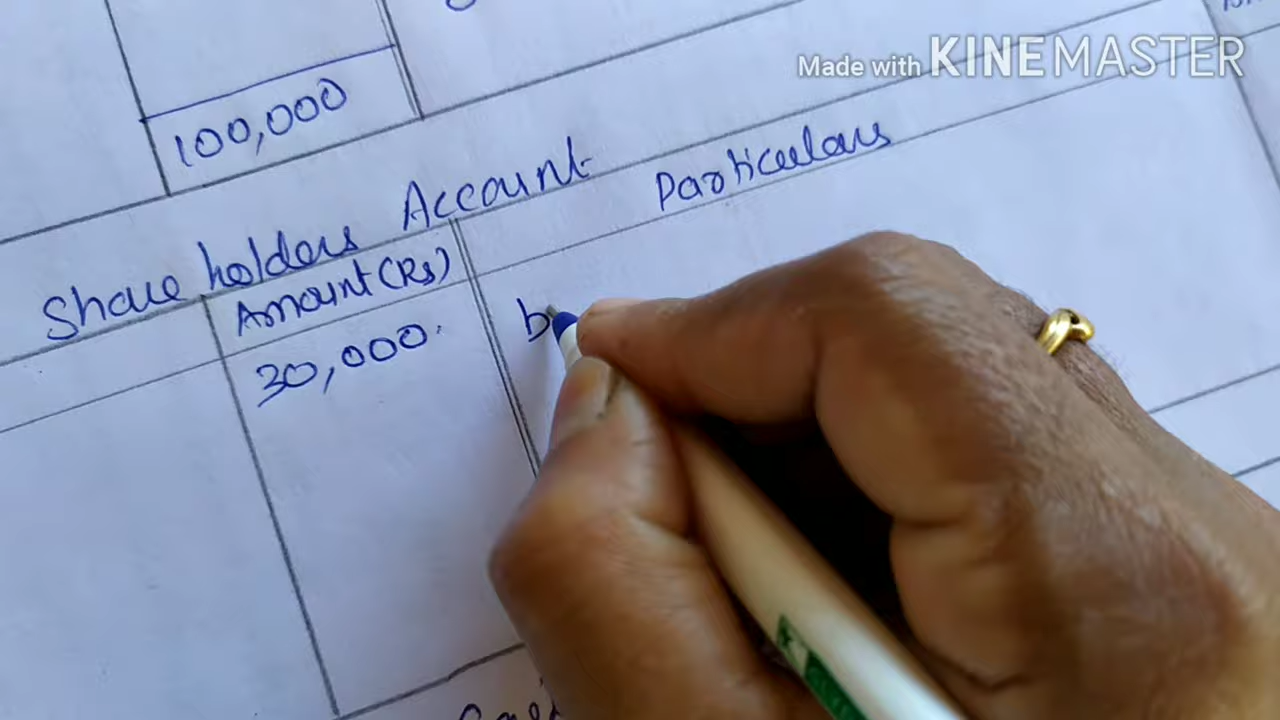 Made with KINEMASTER
100,000
Share holders Account
Amount (Rs) Particulars
30,000. b